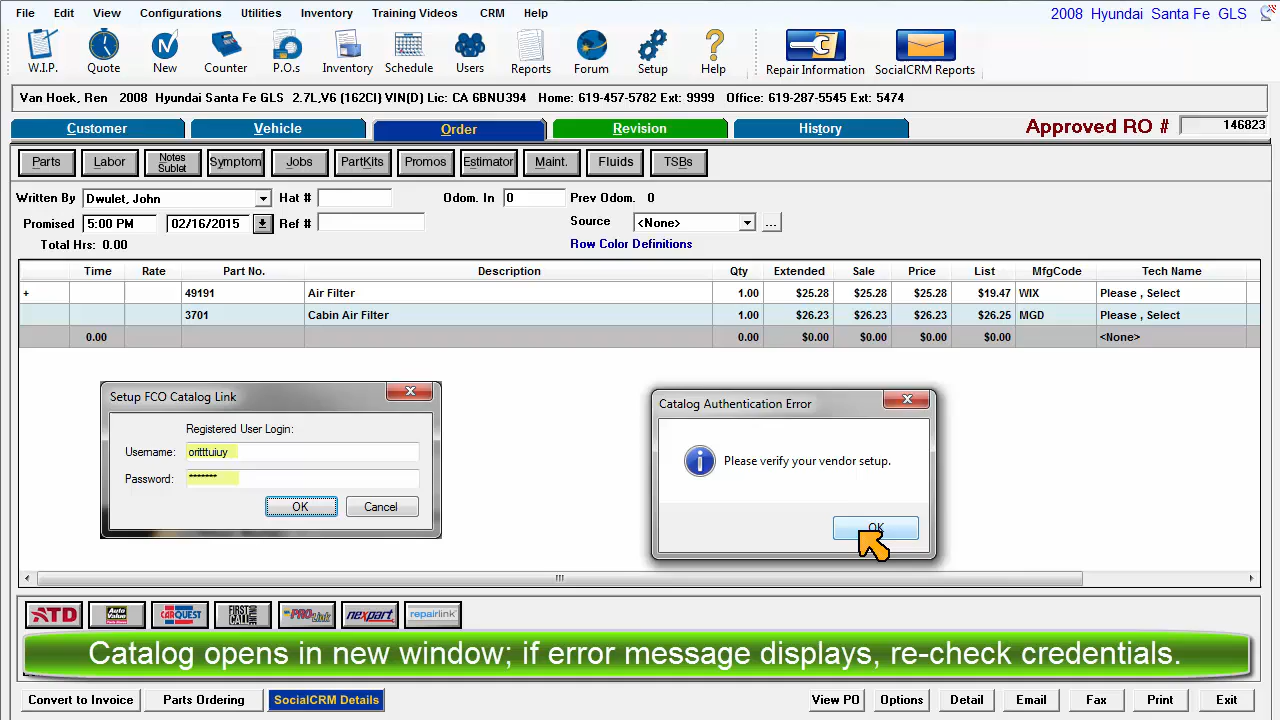 File Edit View Configurations Utilities Inventory Training Videos CRM Help
2008 Hyundai Santa Fe GLS
W.I.P. Quote New Counter P.O.s Inventory Schedule Users Reports Forum Setup Help Repair Information SocialCRM Reports
Van Hoek, Ren 2008 Hyundai Santa Fe GLS 2.7L,V6 (162CI) VIN(D) Lic: CA 6BNU394 Home: 619-457-5782 Ext: 9999 Office: 619-287-5545 Ext: 5474
Customer Vehicle Order Revision History Approved RO # 146823
Parts Labor Notes Sublet Symptom Jobs PartKits Promos Estimator Maint. Fluids TSBs
Written By Dwulet, John Hat # Odom. In 0 Prev Odom. 0
Promised 5:00 PM 02/16/2015 Ref # Source <None> ...
Total Hrs: 0.00 Row Color Definitions
Time Rate Part No. Description Qty Extended Sale Price List MfgCode Tech Name
+ 49191 Air Filter 1.00 $25.28 $25.28 $25.28 $19.47 WIX Please , Select
3701 Cabin Air Filter 1.00 $26.23 $26.23 $26.23 $26.25 MGD Please , Select
0.00 0.00 $0.00 $0.00 $0.00 $0.00 <None>
Setup FCO Catalog Link
Registered User Login:
Username: oritttuiuy
Password: *******
OK Cancel
Catalog Authentication Error
Please verify your vendor setup.
OK
ATD Auto Value CARQUEST FIRST CALL PROLink nexpart repairlink
Catalog opens in new window; if error message displays, re-check credentials.
Convert to Invoice Parts Ordering SocialCRM Details View PO Options Detail Email Fax Print Exit